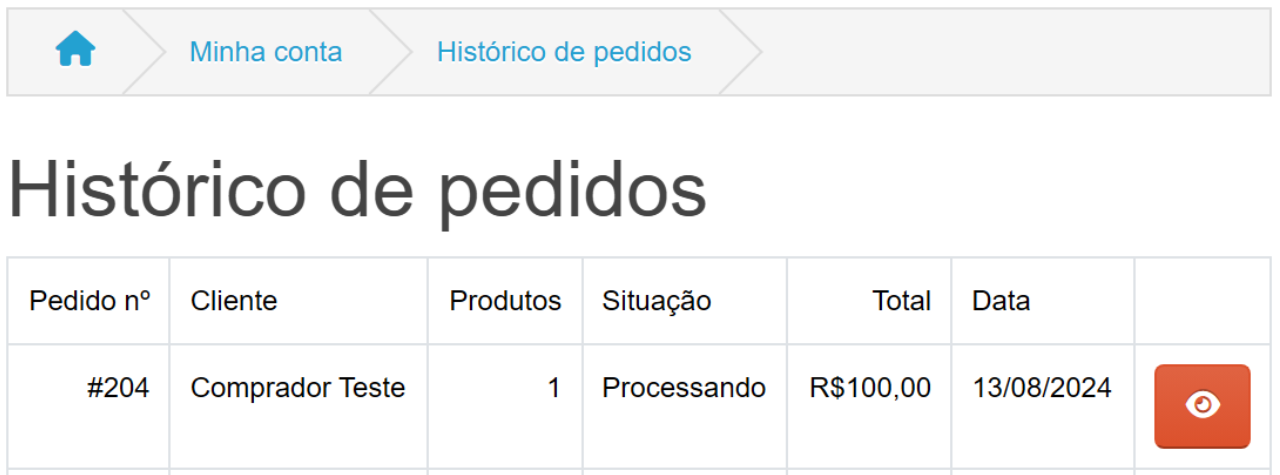 Minha conta Histórico de pedidos
Histórico de pedidos
Pedido nº Cliente Produtos Situação Total Data
#204 Comprador Teste 1 Processando R$100,00 13/08/2024